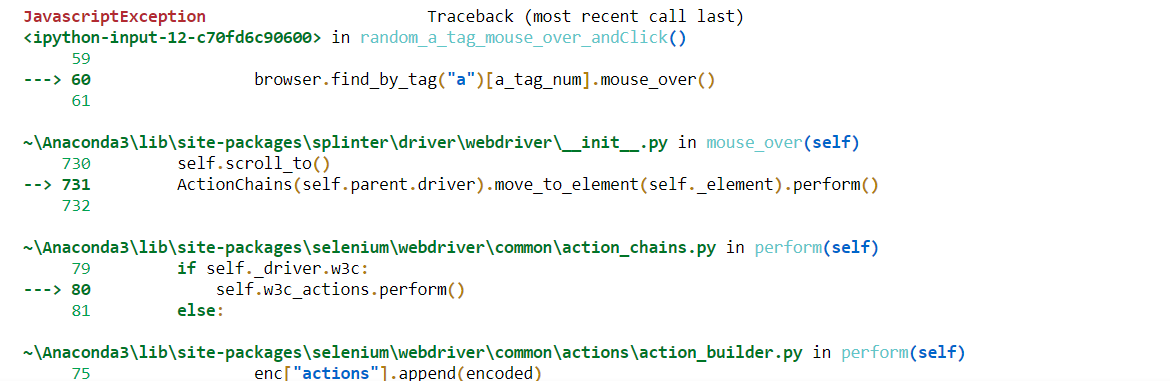 JavascriptException                       Traceback (most recent call last)
<ipython-input-12-c70fd6c90600> in random_a_tag_mouse_over_andClick()
     59
---> 60                 browser.find_by_tag("a")[a_tag_num].mouse_over()
     61
~\Anaconda3\lib\site-packages\splinter\driver\webdriver\__init__.py in mouse_over(self)
    730         self.scroll_to()
--> 731         ActionChains(self.parent.driver).move_to_element(self._element).perform()
    732
~\Anaconda3\lib\site-packages\selenium\webdriver\common\action_chains.py in perform(self)
     79         if self._driver.w3c:
---> 80             self.w3c_actions.perform()
     81         else:
~\Anaconda3\lib\site-packages\selenium\webdriver\common\actions\action_builder.py in perform(self)
     75                 enc["actions"].append(encoded)